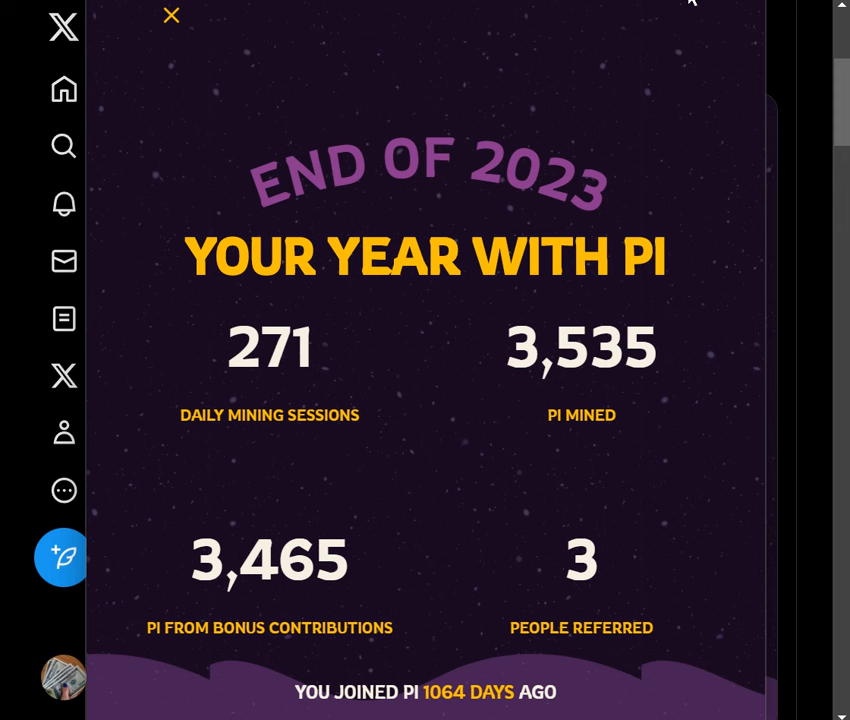 END OF 2023
YOUR YEAR WITH PI
271
3,535
DAILY MINING SESSIONS
PI MINED
3,465
3
PI FROM BONUS CONTRIBUTIONS
PEOPLE REFERRED
YOU JOINED PI 1064 DAYS AGO